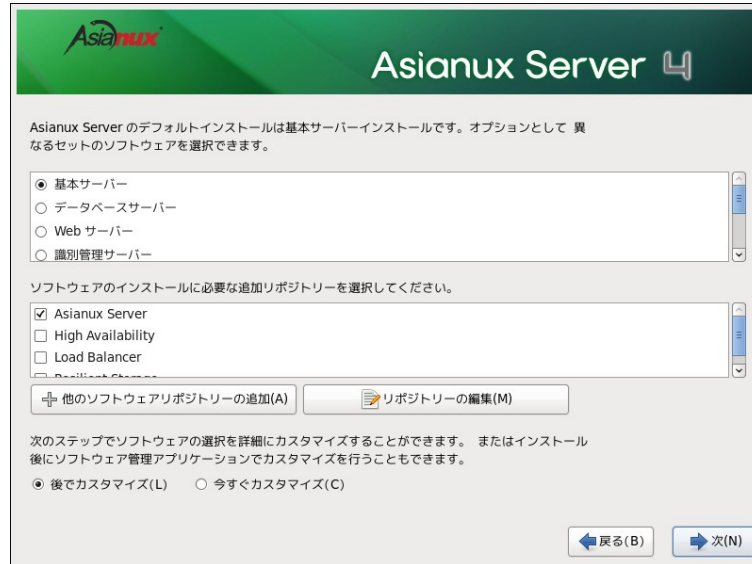 Asianux
Asianux Server 4
Asianux Server のデフォルトインストールは基本サーバーインストールです。オプションとして 異
なるセットのソフトウェアを選択できます。
基本サーバー
データベースサーバー
Web サーバー
識別管理サーバー
ソフトウェアのインストールに必要な追加リポジトリーを選択してください。
Asianux Server
High Availability
Load Balancer
Resilient Storage
他のソフトウェアリポジトリーの追加(A)
リポジトリーの編集(M)
次のステップでソフトウェアの選択を詳細にカスタマイズすることができます。 またはインストール
後にソフトウェア管理アプリケーションでカスタマイズを行うこともできます。
後でカスタマイズ(L)
今すぐカスタマイズ(C)
戻る(B)
次(N)